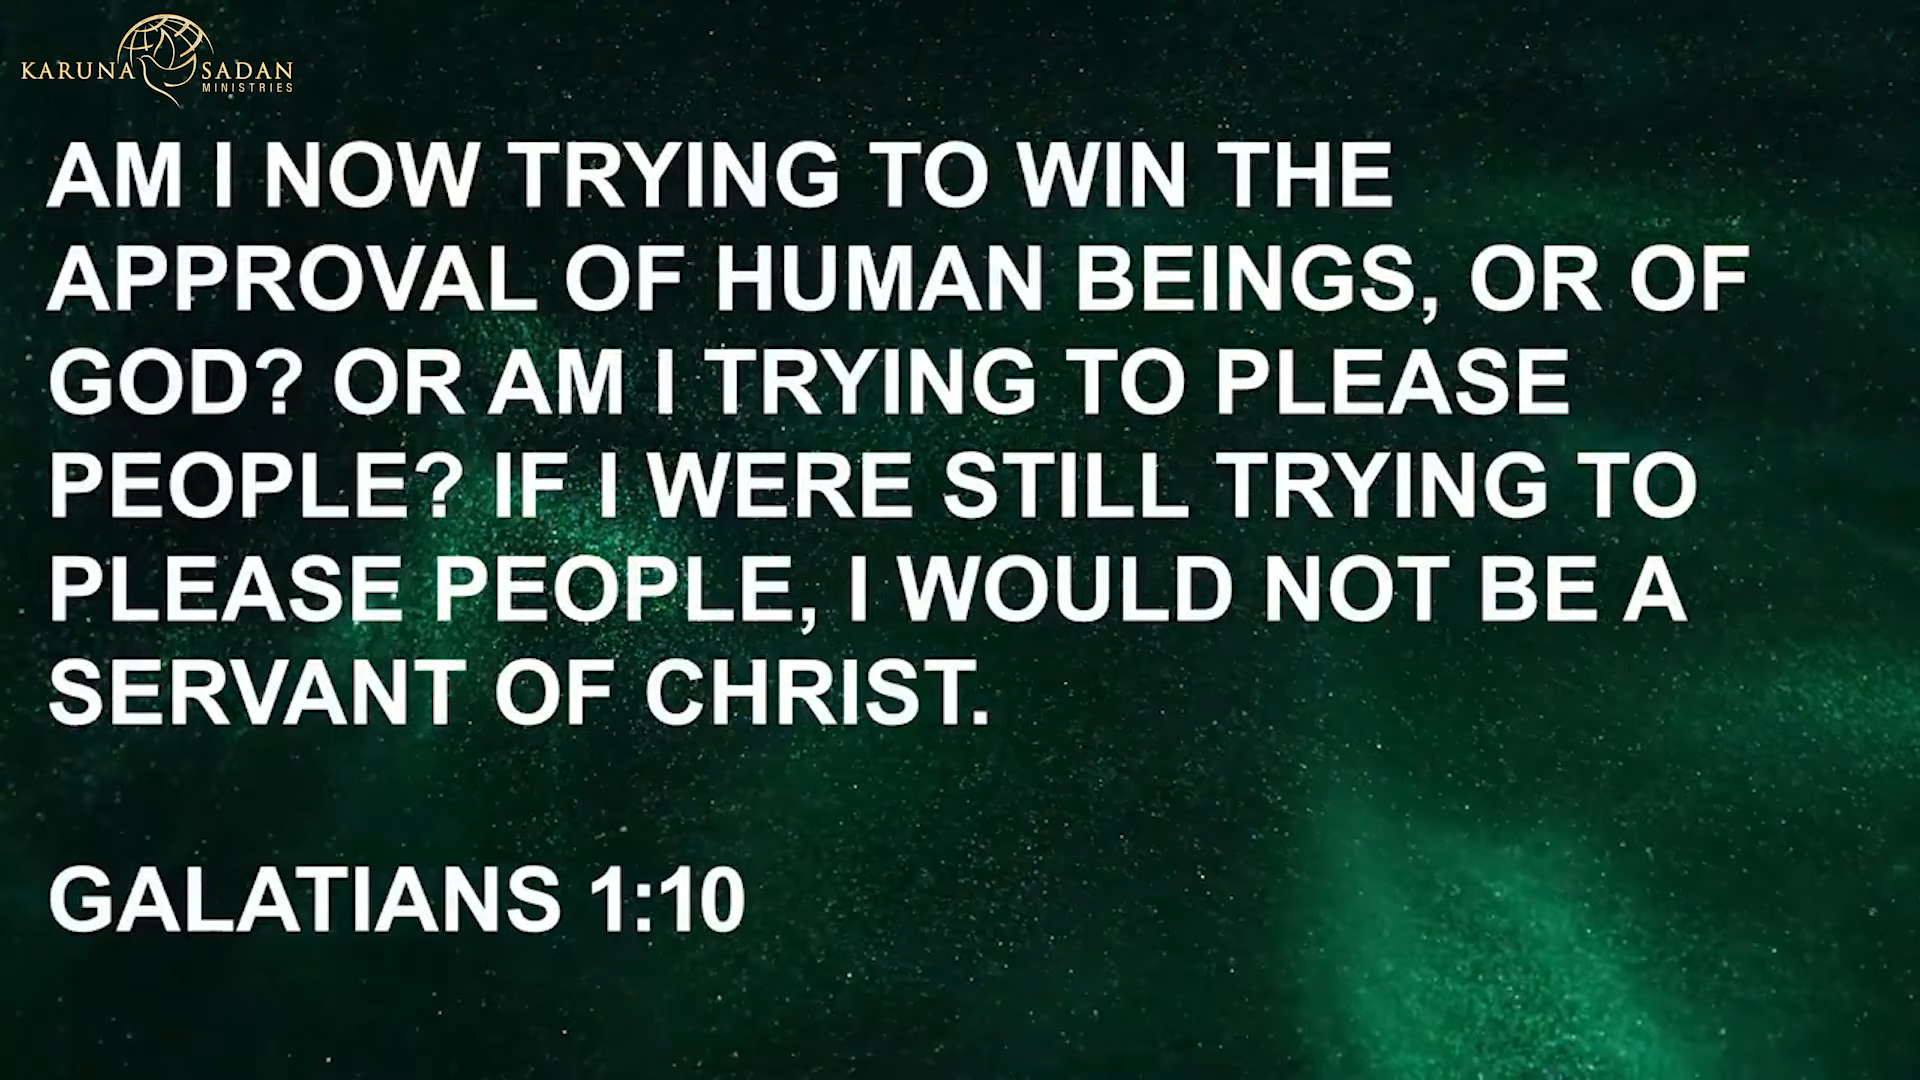 KARUNA SADAN
MINISTRIES
AM I NOW TRYING TO WIN THE
APPROVAL OF HUMAN BEINGS, OR OF
GOD? OR AM I TRYING TO PLEASE
PEOPLE? IF I WERE STILL TRYING TO
PLEASE PEOPLE, I WOULD NOT BE A
SERVANT OF CHRIST.
GALATIANS 1:10